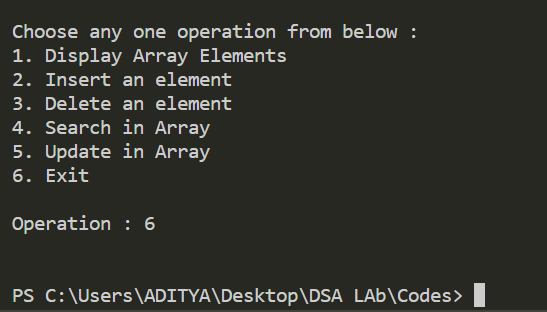 Choose any one operation from below :
1. Display Array Elements
2. Insert an element
3. Delete an element
4. Search in Array
5. Update in Array
6. Exit
Operation : 6
PS C:\Users\ADITYA\Desktop\DSA LAb\Codes>